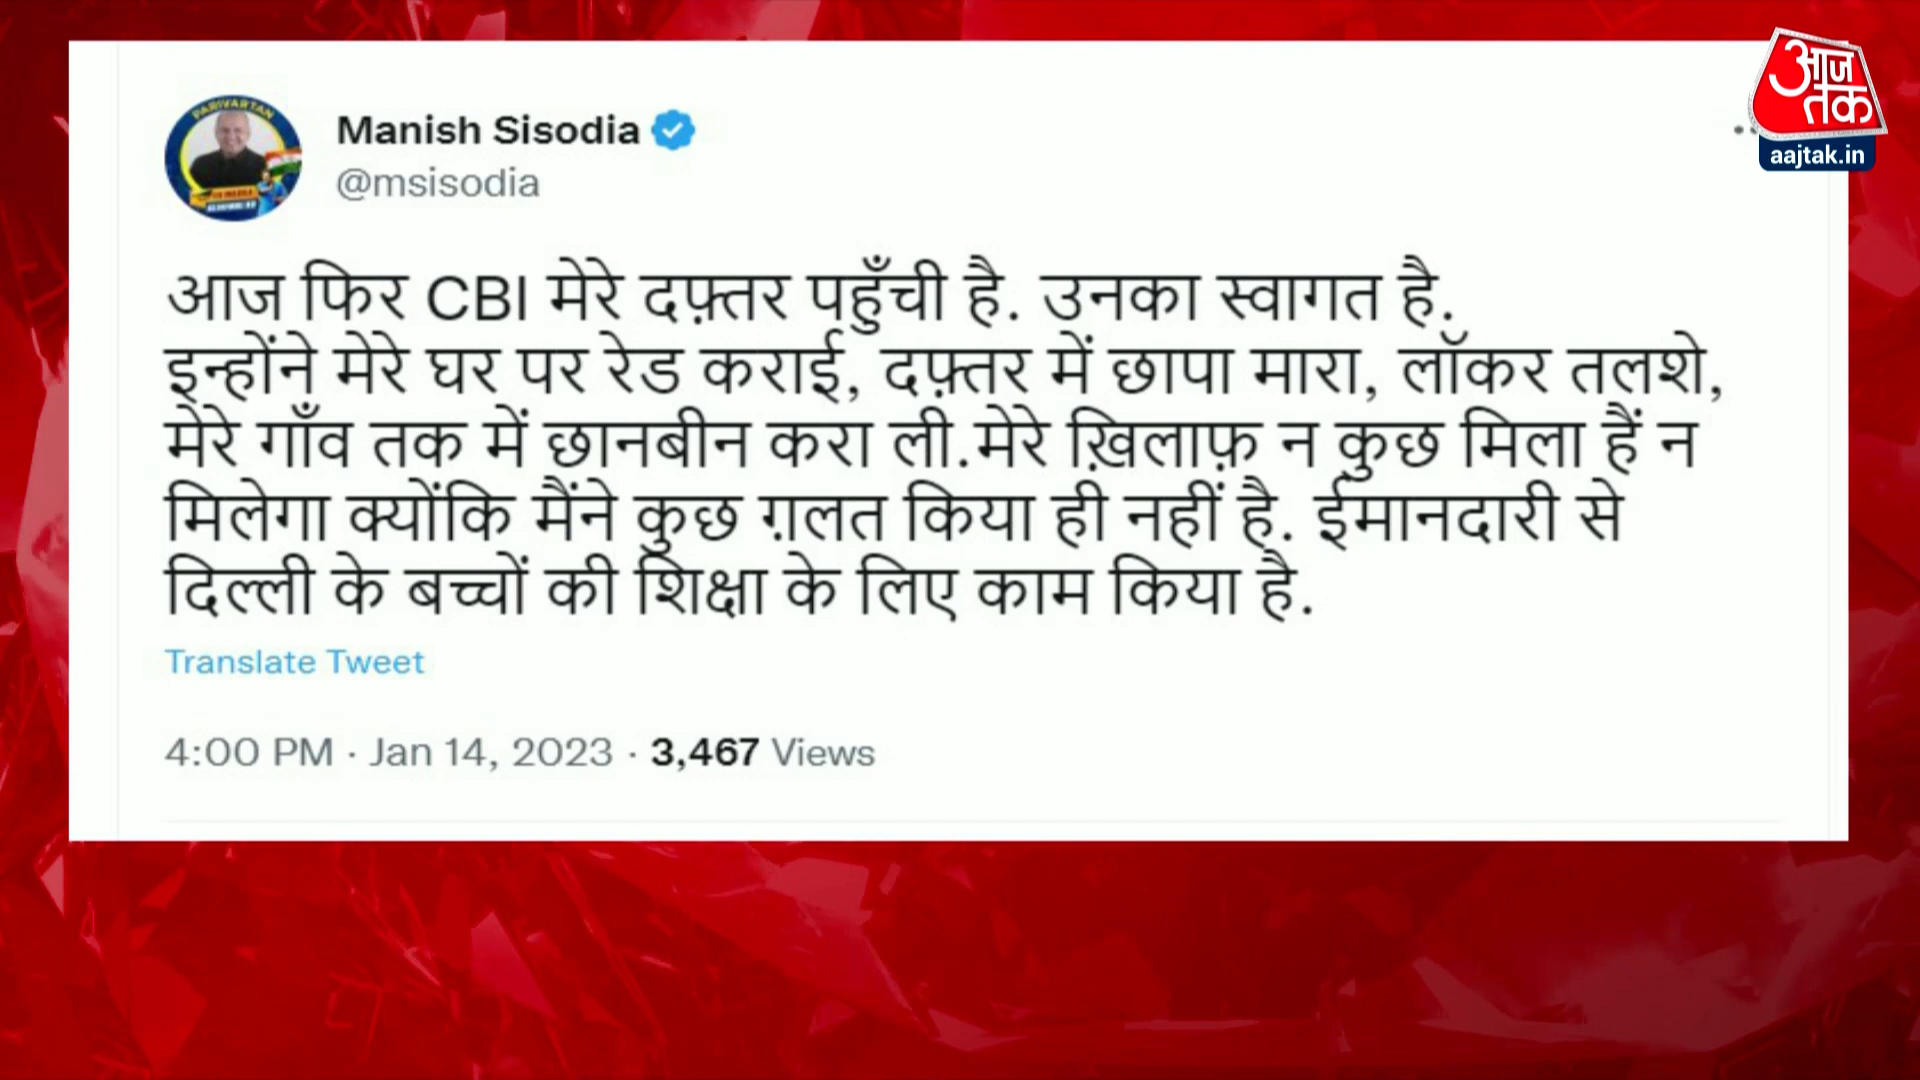 आज तक
aajtak.in
PARIVARTAN
Manish Sisodia
@msisodia
आज फिर CBI मेरे दफ़्तर पहुँची है. उनका स्वागत है.
इन्होंने मेरे घर पर रेड कराई, दफ़्तर में छापा मारा, लॉकर तलशे,
मेरे गाँव तक में छानबीन करा ली.मेरे ख़िलाफ़ न कुछ मिला हैं न
मिलेगा क्योंकि मैंने कुछ ग़लत किया ही नहीं है. ईमानदारी से
दिल्ली के बच्चों की शिक्षा के लिए काम किया है.
Translate Tweet
4:00 PM · Jan 14, 2023 · 3,467 Views